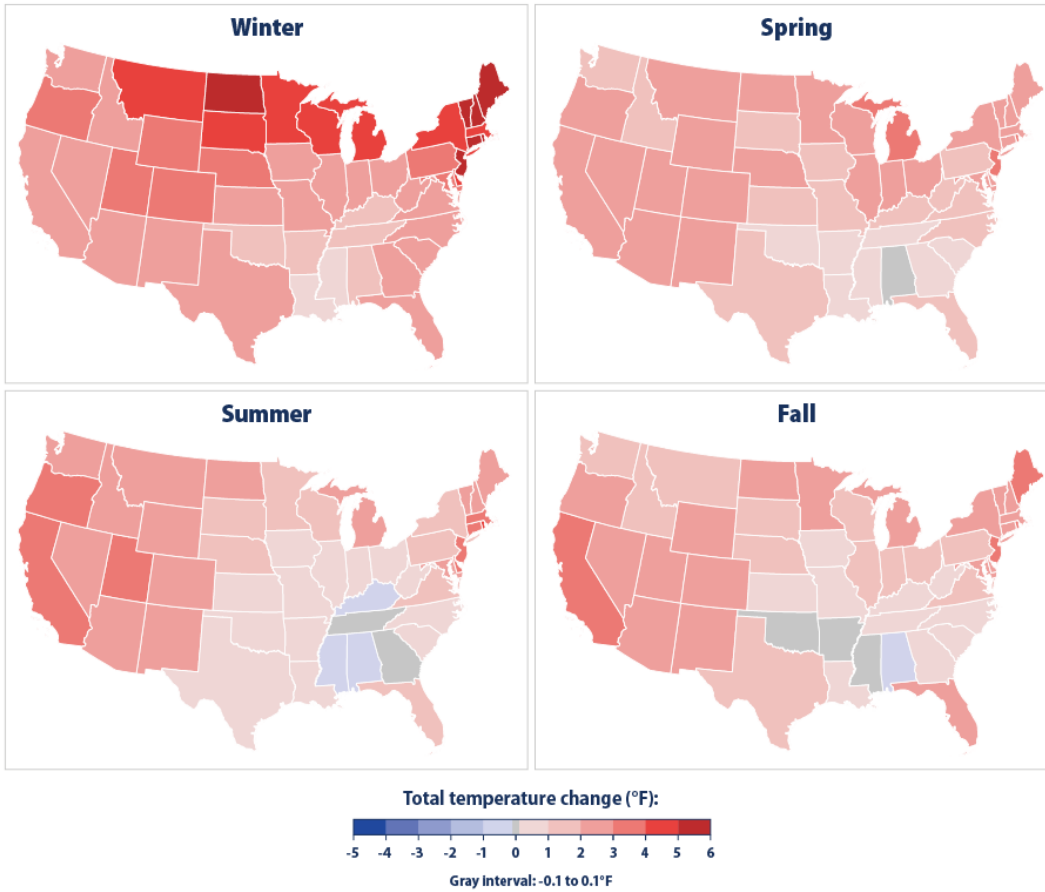 Winter
Spring
Summer
Fall
Total temperature change (°F):
-5 -4 -3 -2 -1 0 1 2 3 4 5 6
Gray interval: -0.1 to 0.1°F